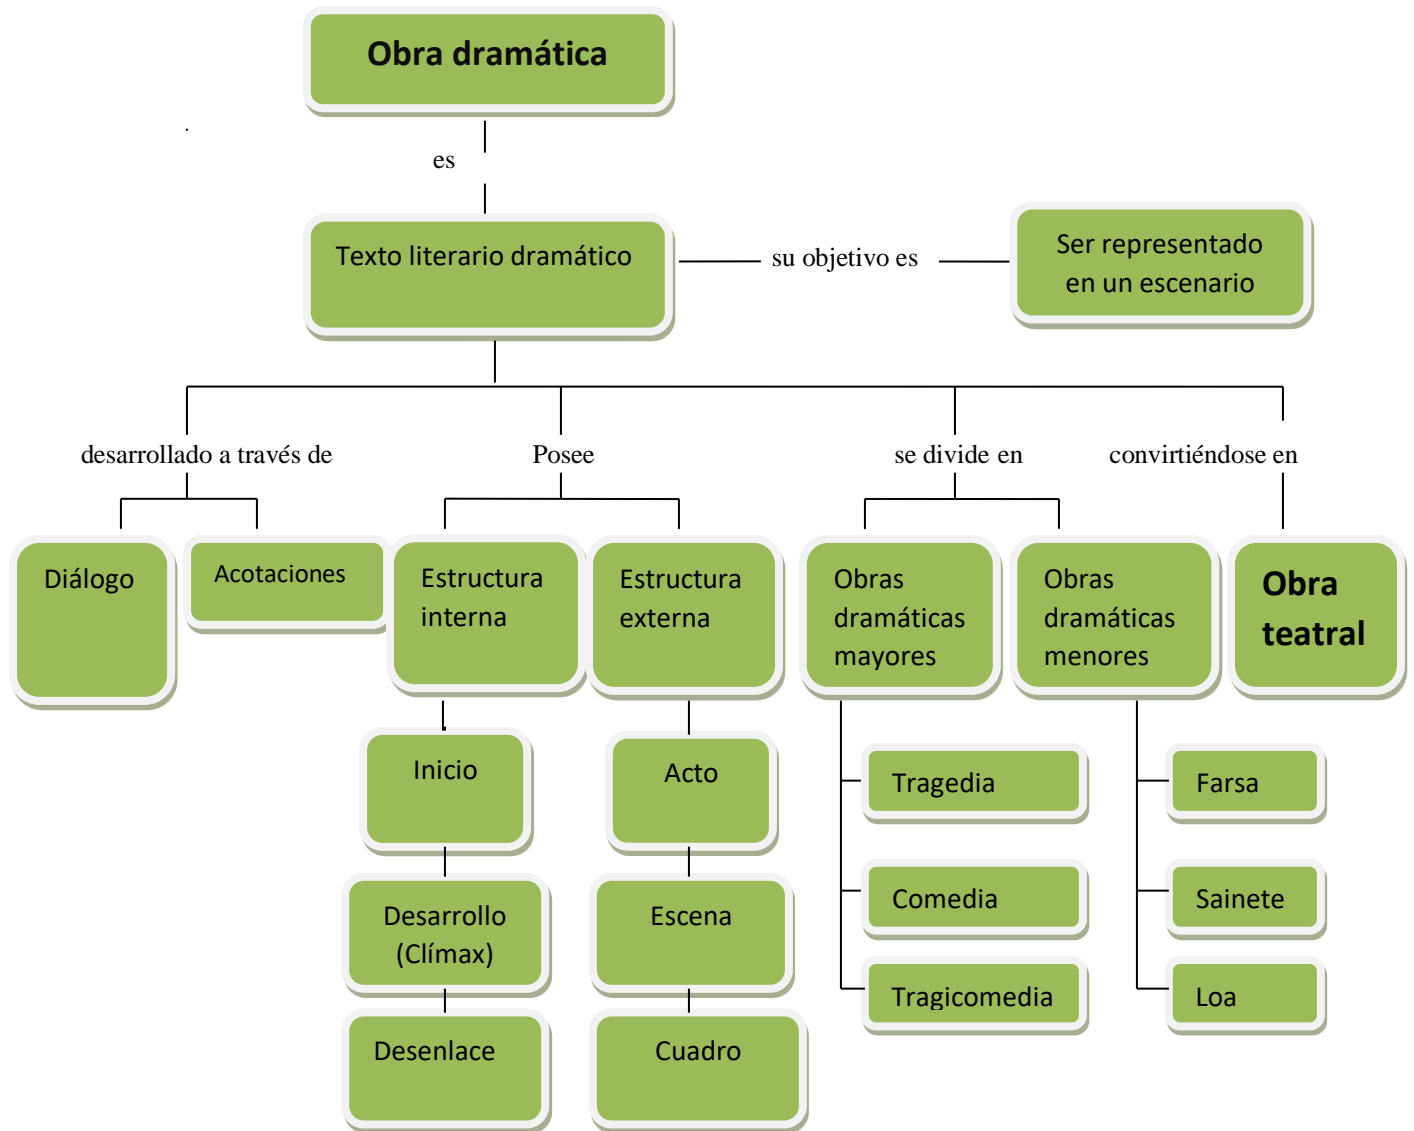 Obra dramática
es
Texto literario dramático
su objetivo es
Ser representado
en un escenario
desarrollado a través de
Posee
se divide en
convirtiéndose en
Diálogo
Acotaciones
Estructura
interna
Estructura
externa
Obras
dramáticas
mayores
Obras
dramáticas
menores
Obra
teatral
Inicio
Acto
Tragedia
Farsa
Desarrollo
(Clímax)
Escena
Comedia
Sainete
Desenlace
Cuadro
Tragicomedia
Loa